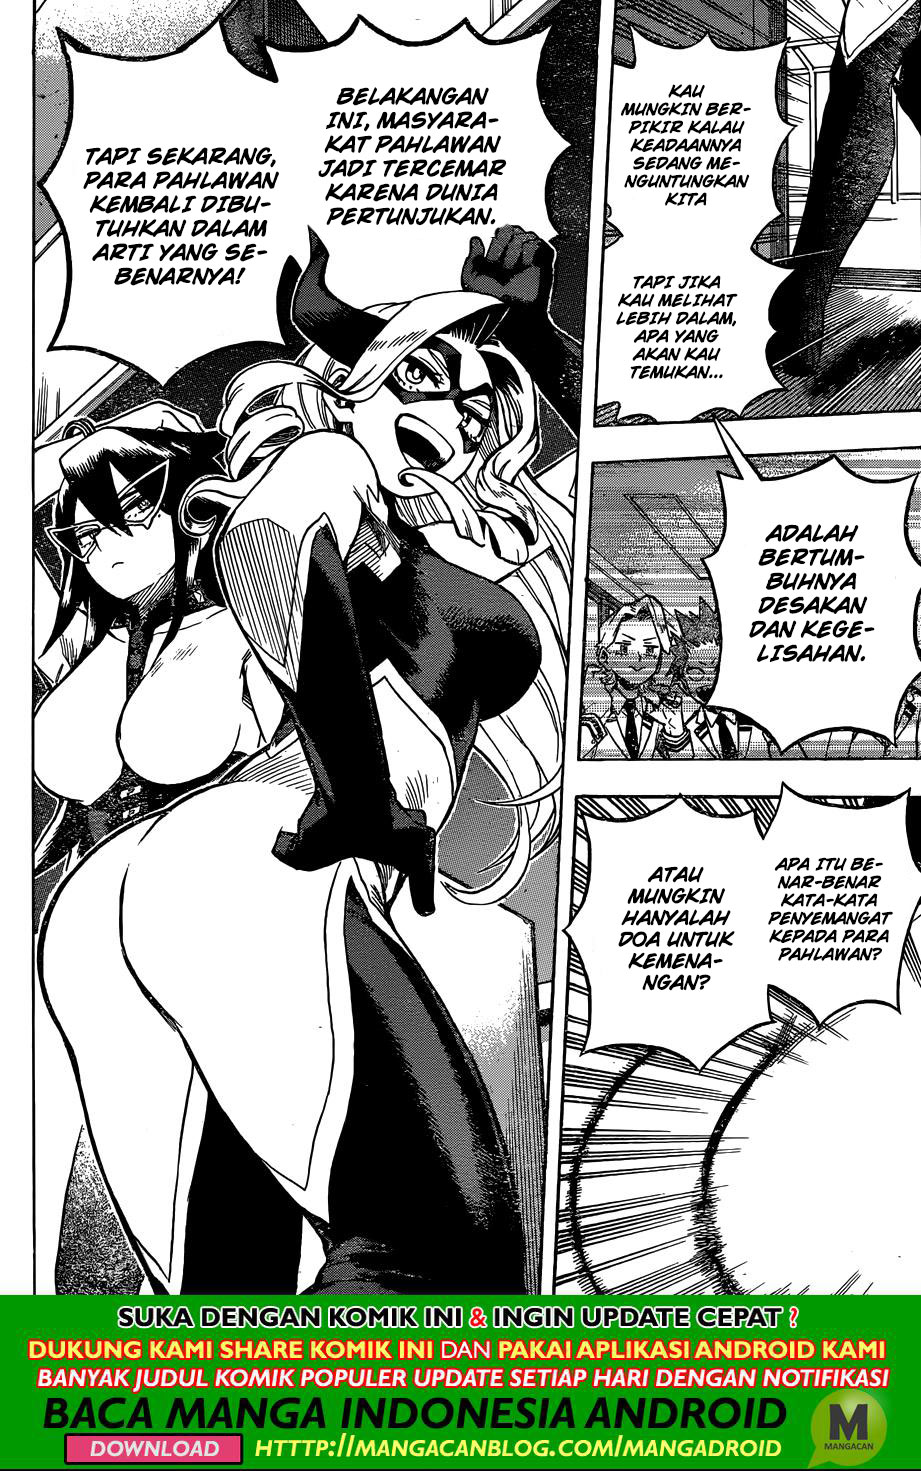 KAU
MUNGKIN BER-
PIKIR KALAU
KEADAANNYA
SEDANG ME-
NGUNTUNGKAN
KITA
TAPI JIKA
KAU MELIHAT
LEBIH DALAM,
APA YANG
AKAN KAU
TEMUKAN...
ADALAH
BERTUM-
BUHNYA
DESAKAN
DAN KEGE-
LISAHAN.
APA ITU BE-
NAR-BENAR
KATA-KATA
PENYEMANGAT
KEPADA PARA
PAHLAWAN?
ATAU
MUNGKIN
HANYALAH
DOA UNTUK
KEMENA-
NGAN?
BELAKANGAN
INI, MASYARA-
KAT PAHLAWAN
JADI TERCEMAR
KARENA DUNIA
PERTUNJUKAN.
TAPI SEKARANG,
PARA PAHLAWAN
KEMBALI DIBU-
TUHKAN DALAM
ARTI YANG SE-
BENARNYA!
SUKA DENGAN KOMIK INI & INGIN UPDATE CEPAT ?
DUKUNG KAMI SHARE KOMIK INI DAN PAKAI APLIKASI ANDROID KAMI
BANYAK JUDUL KOMIK POPULER UPDATE SETIAP HARI DENGAN NOTIFIKASI
BACA MANGA INDONESIA ANDROID
DOWNLOAD HTTTP://MANGACANBLOG.COM/MANGADROID
M
MANGACAN